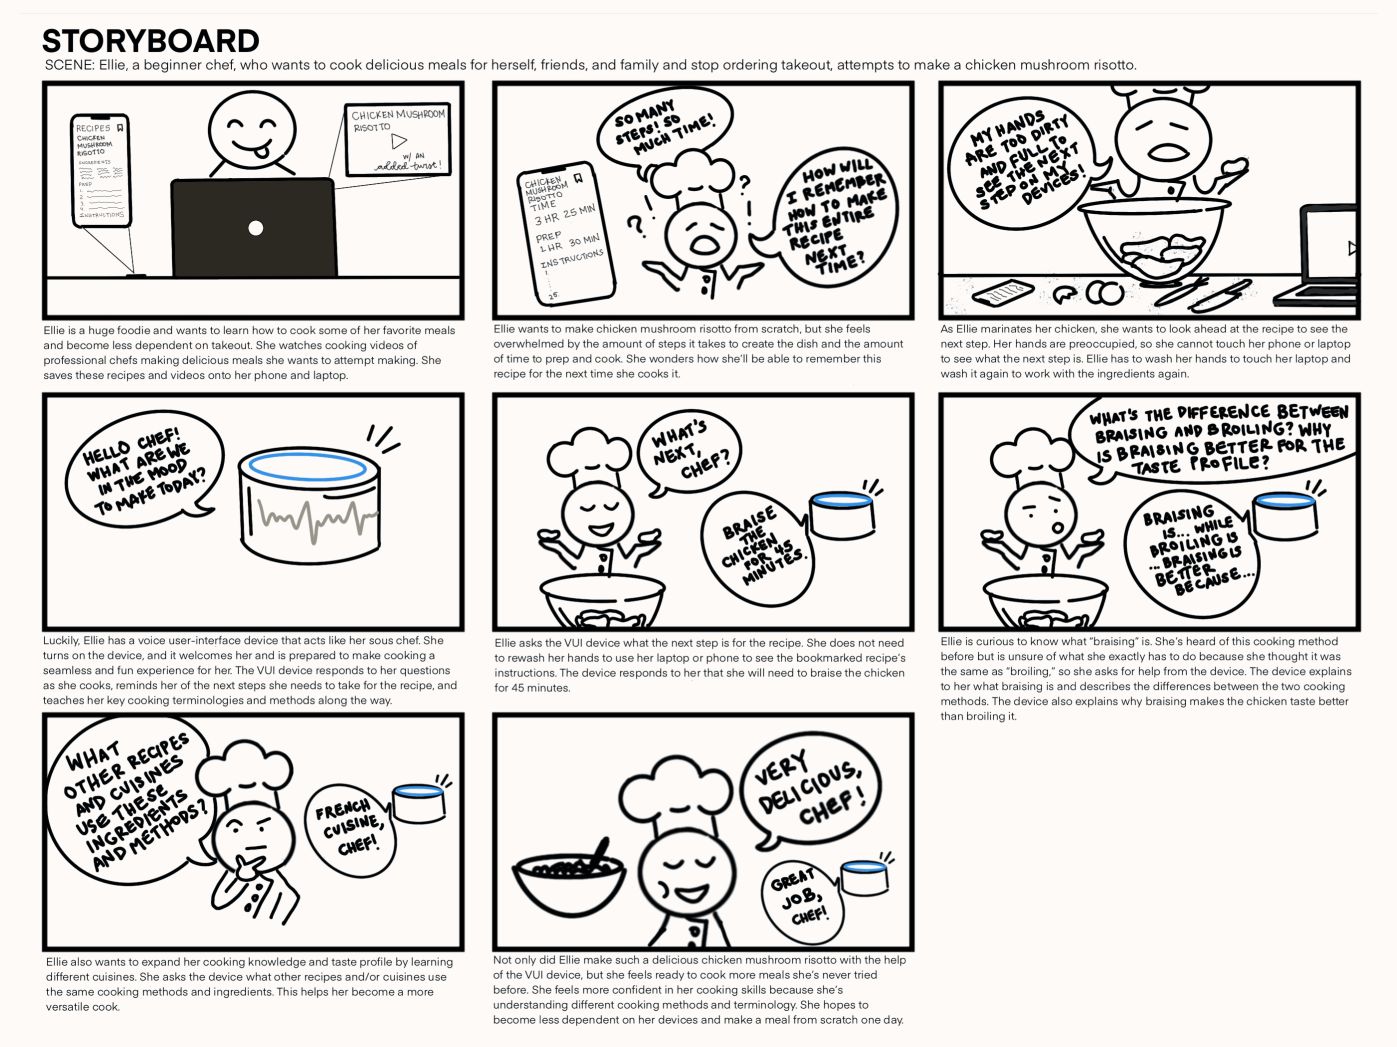 STORYBOARD
SCENE: Ellie, a beginner chef, who wants to cook delicious meals for herself, friends, and family and stop ordering takeout, attempts to make a chicken mushroom risotto.
RECIPES
CHICKEN
MUSHROOM
RISOTTO
INGREDIENTS
PREP
1.
2.
3.
4.
INSTRUCTIONS
CHICKEN MUSHROOM
RISOTTO
W/ AN
added twist!
Ellie is a huge foodie and wants to learn how to cook some of her favorite meals
and become less dependent on takeout. She watches cooking videos of
professional chefs making delicious meals she wants to attempt making. She
saves these recipes and videos onto her phone and laptop.
SO MANY
STEPS! SO
MUCH TIME!
CHICKEN
MUSHROOM
RISOTTO
TIME
3 HR 25 MIN
PREP
1 HR 30 MIN
INSTRUCTIONS
1
25
?
?
HOW WILL
I REMEMBER
HOW TO MAKE
THIS ENTIRE
RECIPE
NEXT
TIME?
Ellie wants to make chicken mushroom risotto from scratch, but she feels
overwhelmed by the amount of steps it takes to create the dish and the amount
of time to prep and cook. She wonders how she'll be able to remember this
recipe for the next time she cooks it.
MY HANDS
ARE TOO DIRTY
AND FULL TO
SEE THE NEXT
STEP ON MY
DEVICES!
As Ellie marinates her chicken, she wants to look ahead at the recipe to see the
next step. Her hands are preoccupied, so she cannot touch her phone or laptop
to see what the next step is. Ellie has to wash her hands to touch her laptop and
wash it again to work with the ingredients again.
HELLO CHEF!
WHAT ARE WE
IN THE MOOD
TO MAKE TODAY?
Luckily, Ellie has a voice user-interface device that acts like her sous chef. She
turns on the device, and it welcomes her and is prepared to make cooking a
seamless and fun experience for her. The VUI device responds to her questions
as she cooks, reminds her of the next steps she needs to take for the recipe, and
teaches her key cooking terminologies and methods along the way.
WHAT'S
NEXT,
CHEF?
BRAISE
THE
CHICKEN
FOR 45
MINUTES.
Ellie asks the VUI device what the next step is for the recipe. She does not need
to rewash her hands to use her laptop or phone to see the bookmarked recipe's
instructions. The device responds to her that she will need to braise the chicken
for 45 minutes.
WHAT'S THE DIFFERENCE BETWEEN
BRAISING AND BROILING? WHY
IS BRAISING BETTER FOR THE
TASTE PROFILE?
BRAISING
IS... WHILE
BROILING IS
... BRAISING IS
BETTER
BECAUSE...
Ellie is curious to know what "braising" is. She's heard of this cooking method
before but is unsure of what she exactly has to do because she thought it was
the same as "broiling," so she asks for help from the device. The device explains
to her what braising is and describes the differences between the two cooking
methods. The device also explains why braising makes the chicken taste better
than broiling it.
WHAT
OTHER RECIPES
AND CUISINES
USE THESE
INGREDIENTS
AND METHODS?
FRENCH
CUISINE,
CHEF!
Ellie also wants to expand her cooking knowledge and taste profile by learning
different cuisines. She asks the device what other recipes and/or cuisines use
the same cooking methods and ingredients. This helps her become a more
versatile cook.
VERY
DELICIOUS,
CHEF!
GREAT
JOB,
CHEF!
Not only did Ellie make such a delicious chicken mushroom risotto with the help
of the VUI device, but she feels ready to cook more meals she's never tried
before. She feels more confident in her cooking skills because she's
understanding different cooking methods and terminology. She hopes to
become less dependent on her devices and make a meal from scratch one day.